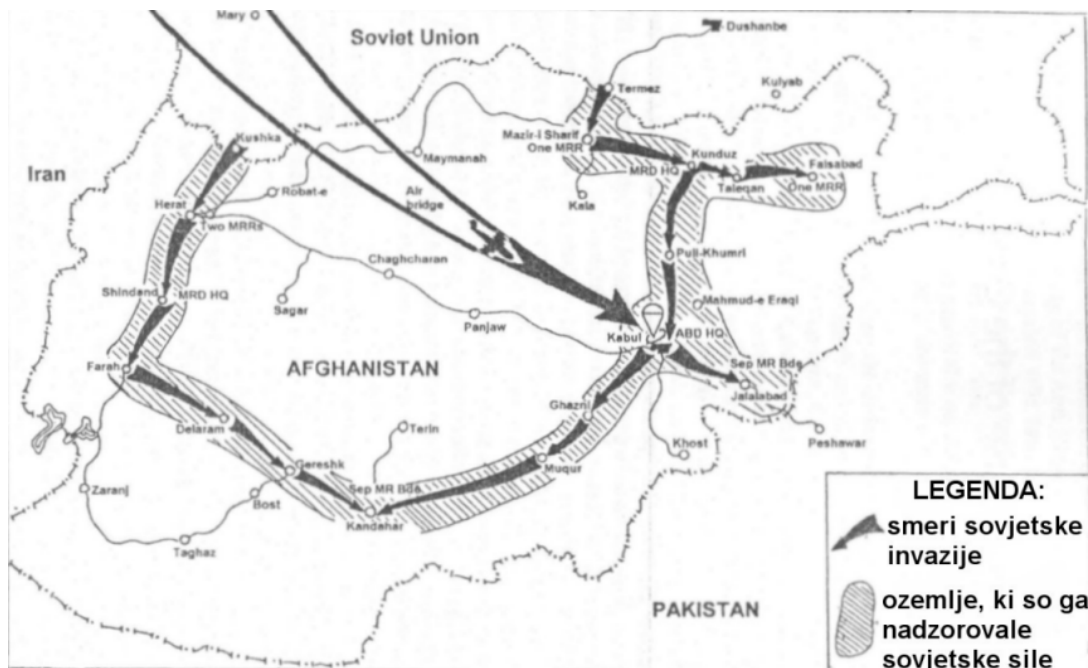 Mary
Dushanbe
Soviet Union
Termez
Kulyab
Mazir-i Sharif
One MRR
Kushka
Maymanah
Kunduz
Faisabad
MRD HQ
Taleqan
One MRR
Iran
Robat-e
Air
bridge
Kela
Herat
Two MRRs
Puli-Khumri
Chaghcharan
Shindand
MRD HQ
Sagar
Mahmud-e Eraqi
Panjaw
Kabul
ABD HQ
Farah
AFGHANISTAN
Sep MR Bde
Jalalabad
Ghazni
Delaram
Terin
Khost
Peshawar
Muqur
Gereshk
Zaranj
Bost
Sep MR Bde
Kandahar
Taghaz
PAKISTAN
LEGENDA:
smeri sovjetske
invazije
ozemlje, ki so ga
nadzorovale
sovjetske sile